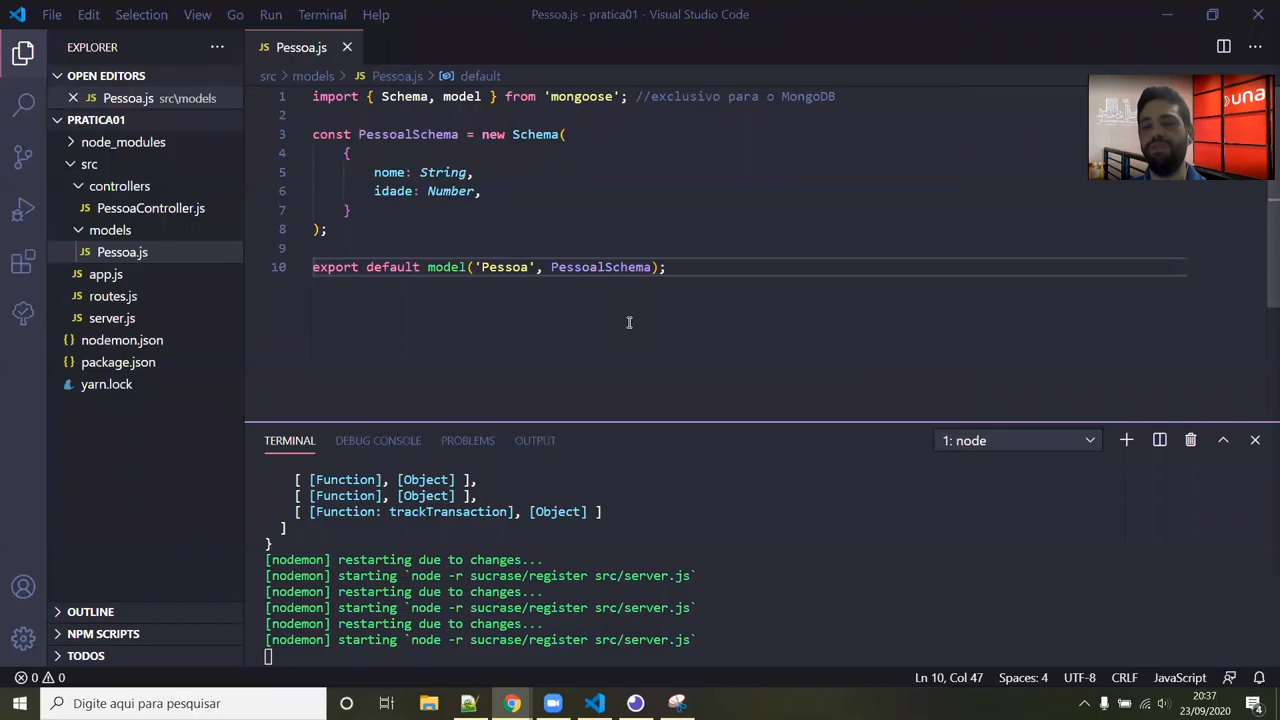 File Edit Selection View Go Run Terminal Help Pessoa.js - pratica01 - Visual Studio Code
EXPLORER
Pessoa.js
OPEN EDITORS
src > models > Pessoa.js > default
Pessoa.js src\models
PRATICA01
node_modules
src
controllers
PessoaController.js
models
Pessoa.js
app.js
routes.js
server.js
nodemon.json
package.json
yarn.lock
OUTLINE
NPM SCRIPTS
TODOS
1 import { Schema, model } from 'mongoose'; //exclusivo para o MongoDB
2
3 const PessoalSchema = new Schema(
4 {
5 nome: String,
6 idade: Number,
7 }
8 );
9
10 export default model('Pessoa', PessoalSchema);
una
TERMINAL DEBUG CONSOLE PROBLEMS OUTPUT 1: node
[ [Function], [Object] ],
[ [Function], [Object] ],
[ [Function: trackTransaction], [Object] ]
]
}
[nodemon] restarting due to changes...
[nodemon] starting `node -r sucrase/register src/server.js`
[nodemon] restarting due to changes...
[nodemon] starting `node -r sucrase/register src/server.js`
[nodemon] restarting due to changes...
[nodemon] starting `node -r sucrase/register src/server.js`
0 0 Ln 10, Col 47 Spaces: 4 UTF-8 CRLF JavaScript
Digite aqui para pesquisar
20:37
23/09/2020
4